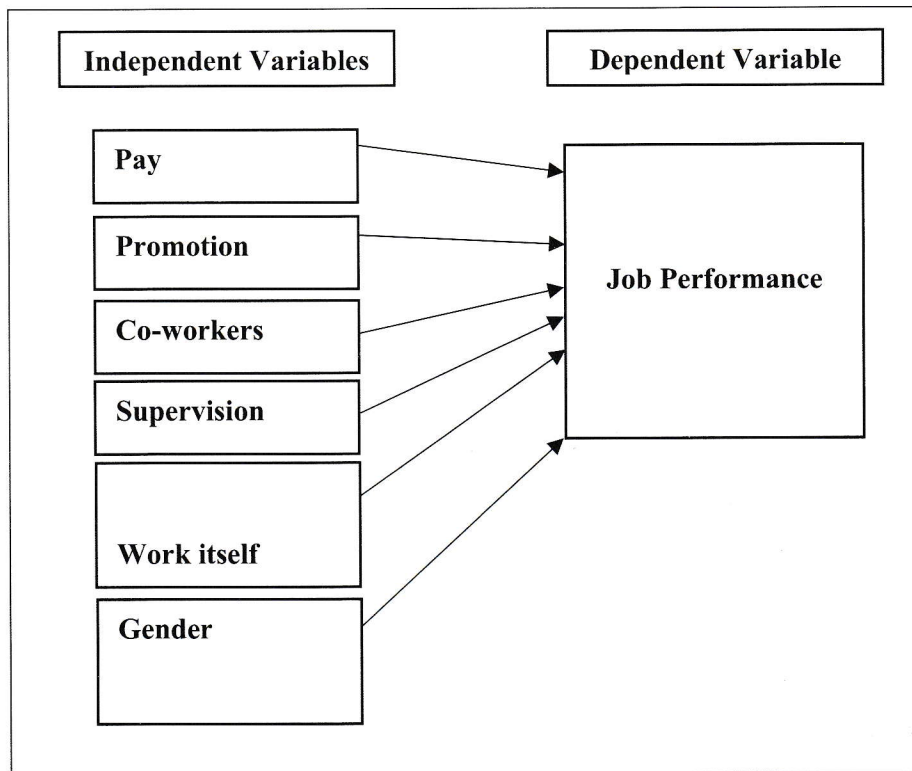 Independent Variables
Dependent Variable
Pay
Promotion
Co-workers
Supervision
Work itself
Gender
Job Performance